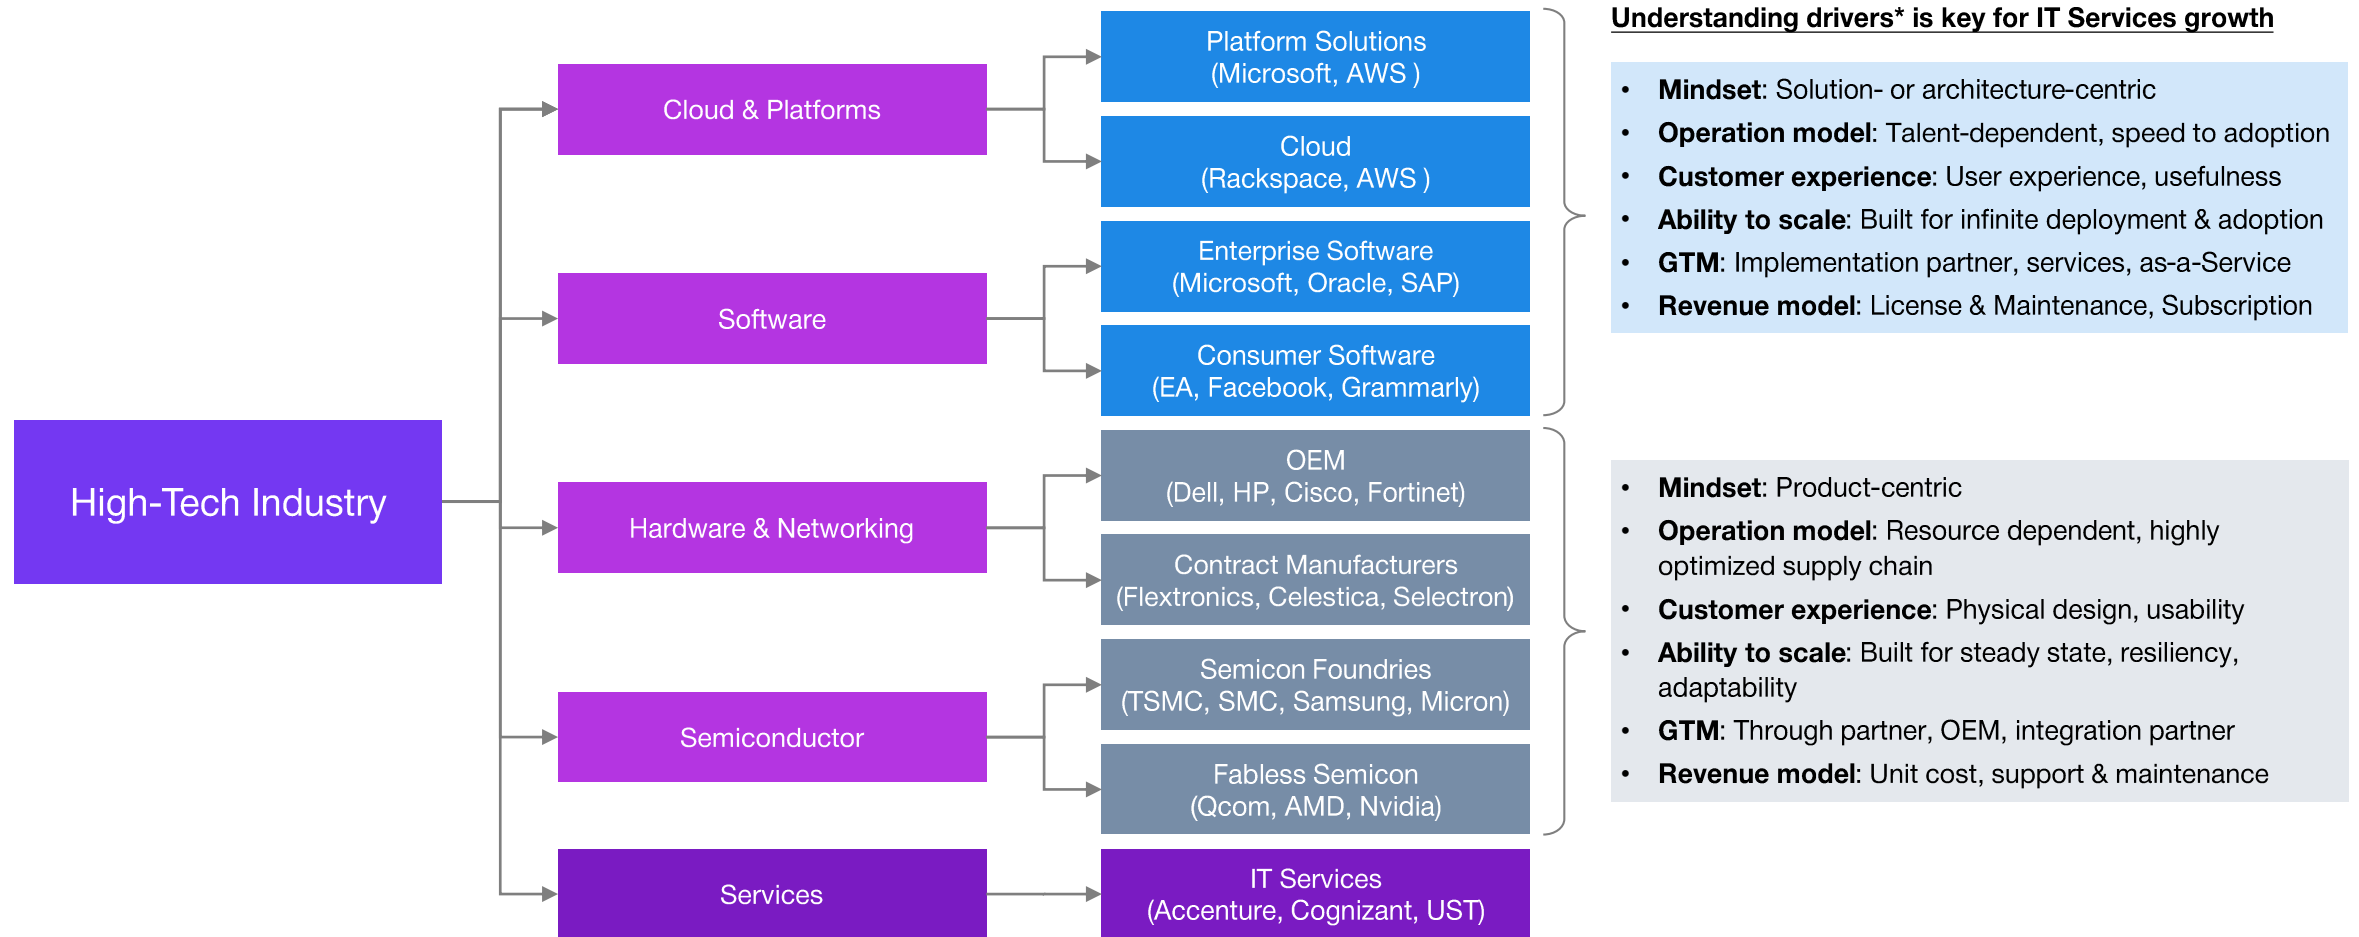 High-Tech Industry
Cloud & Platforms
Software
Hardware & Networking
Semiconductor
Services
Platform Solutions
(Microsoft, AWS )
Cloud
(Rackspace, AWS )
Enterprise Software
(Microsoft, Oracle, SAP)
Consumer Software
(EA, Facebook, Grammarly)
OEM
(Dell, HP, Cisco, Fortinet)
Contract Manufacturers
(Flextronics, Celestica, Selectron)
Semicon Foundries
(TSMC, SMC, Samsung, Micron)
Fabless Semicon
(Qcom, AMD, Nvidia)
IT Services
(Accenture, Cognizant, UST)
Understanding drivers* is key for IT Services growth
• Mindset: Solution- or architecture-centric
• Operation model: Talent-dependent, speed to adoption
• Customer experience: User experience, usefulness
• Ability to scale: Built for infinite deployment & adoption
• GTM: Implementation partner, services, as-a-Service
• Revenue model: License & Maintenance, Subscription
• Mindset: Product-centric
• Operation model: Resource dependent, highly
optimized supply chain
• Customer experience: Physical design, usability
• Ability to scale: Built for steady state, resiliency,
adaptability
• GTM: Through partner, OEM, integration partner
• Revenue model: Unit cost, support & maintenance